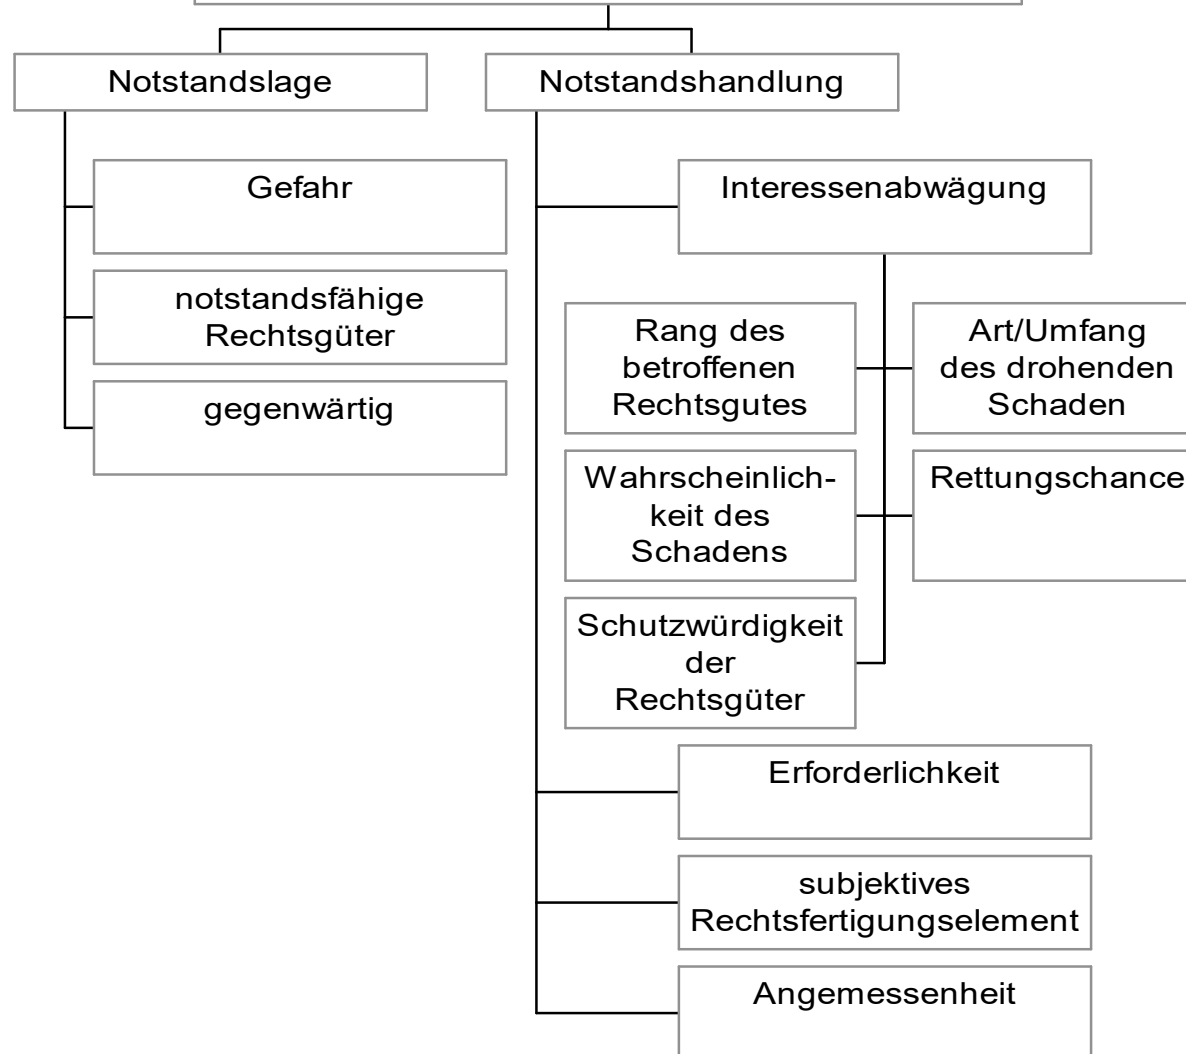 Notstandslage
Notstandshandlung
Gefahr
notstandsfähige
Rechtsgüter
gegenwärtig
Interessenabwägung
Rang des
betroffenen
Rechtsgutes
Art/Umfang
des drohenden
Schaden
Wahrscheinlich-
keit des
Schadens
Rettungschance
Schutzwürdigkeit
der
Rechtsgüter
Erforderlichkeit
subjektives
Rechtsfertigungselement
Angemessenheit